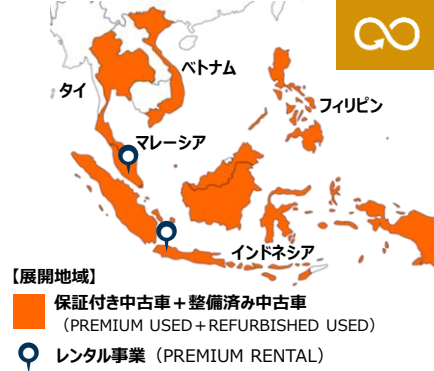 ベトナム
タイ
フィリピン
マレーシア
インドネシア
【展開地域】
保証付き中古車＋整備済み中古車
（PREMIUM USED＋REFURBISHED USED）
レンタル事業（PREMIUM RENTAL）